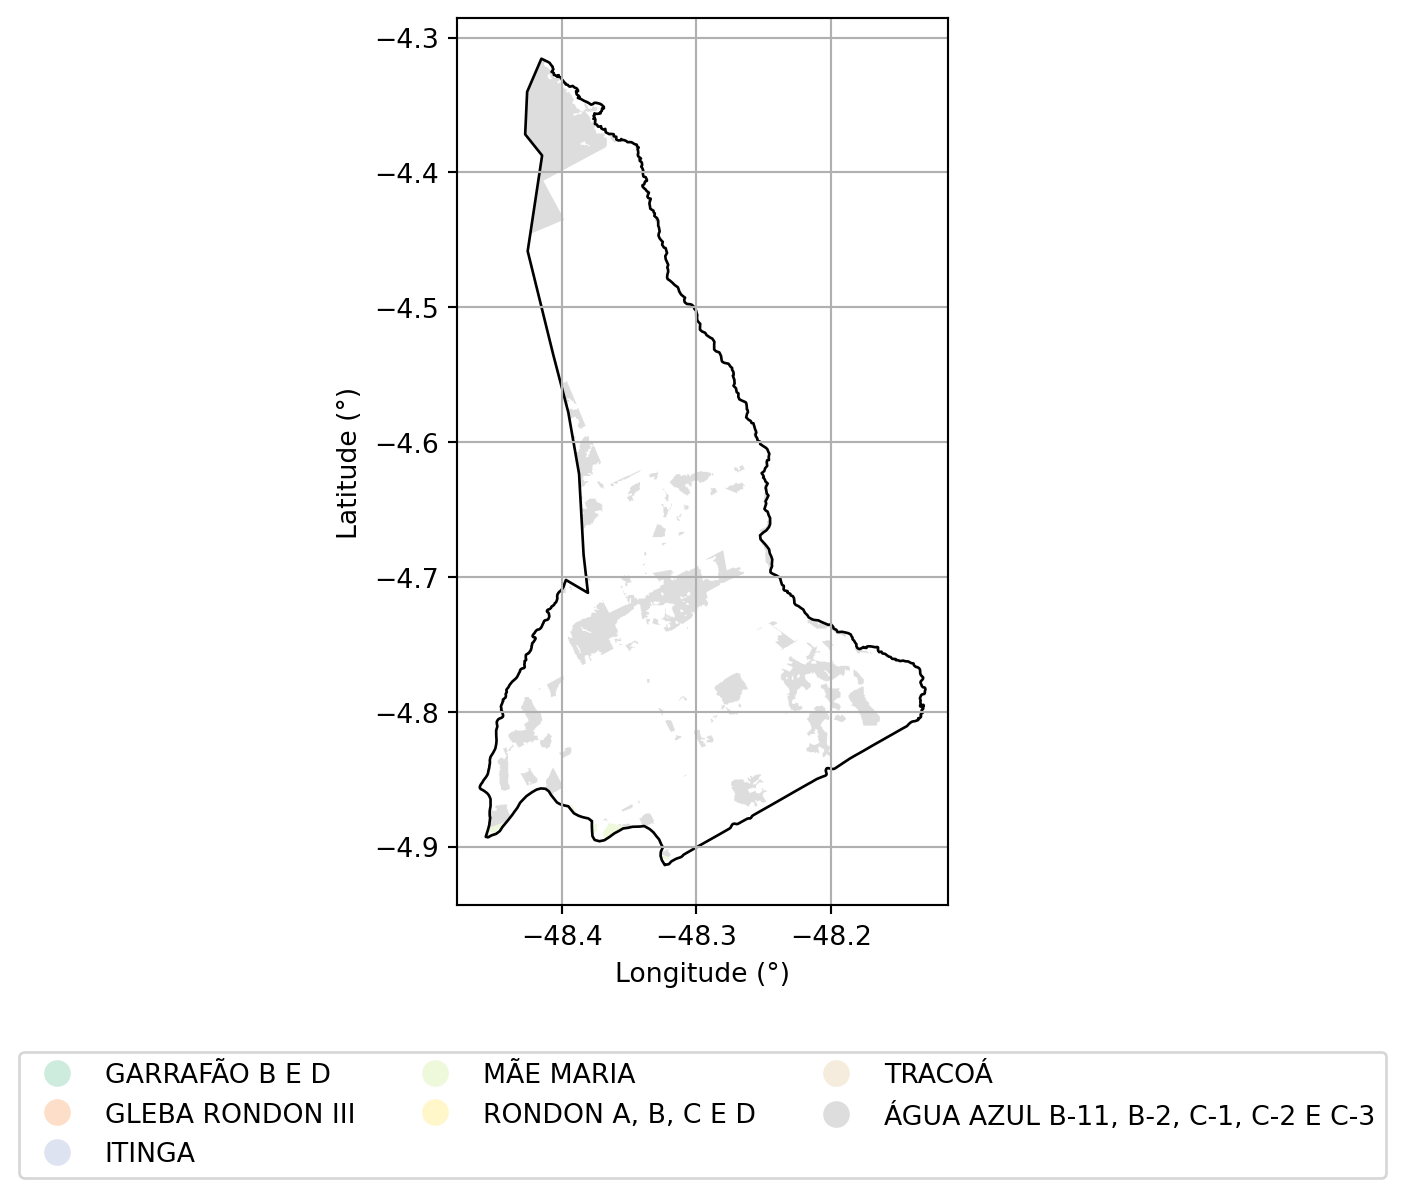 −4.3
−4.4
−4.5
−4.6
−4.7
−4.8
−4.9
Latitude (°)
−48.4 −48.3 −48.2
Longitude (°)
GARRAFÃO B E D
GLEBA RONDON III
ITINGA
MÃE MARIA
RONDON A, B, C E D
TRACOÁ
ÁGUA AZUL B-11, B-2, C-1, C-2 E C-3